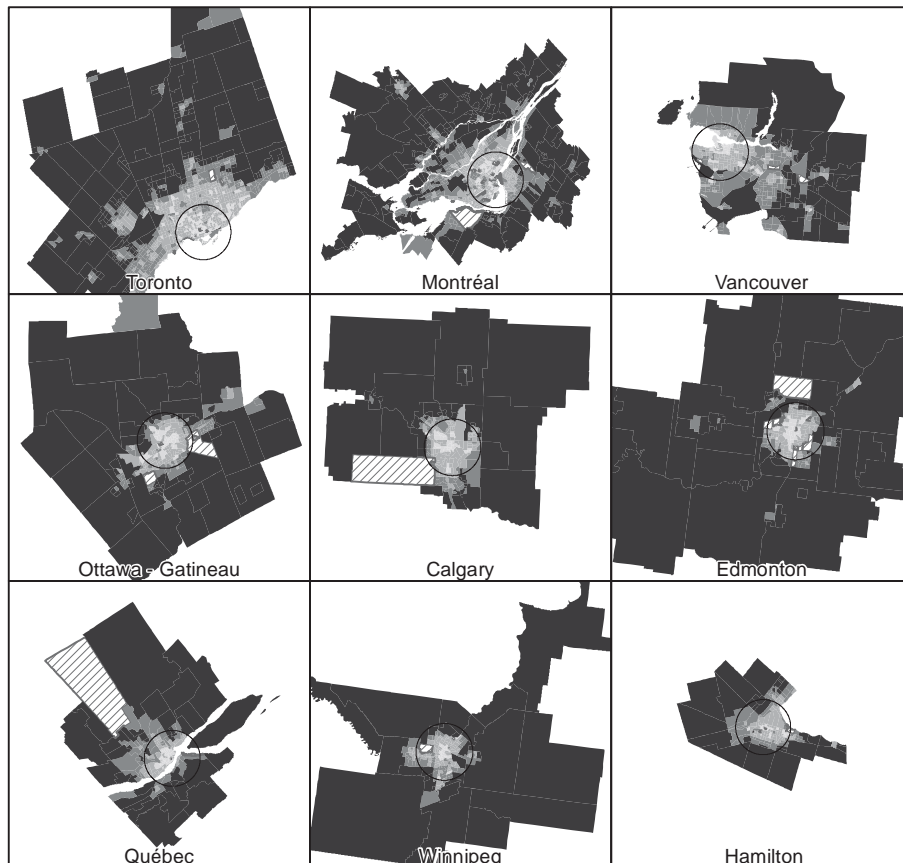 Toronto
Montréal
Vancouver
Ottawa - Gatineau
Calgary
Edmonton
Québec
Winnipeg
Hamilton